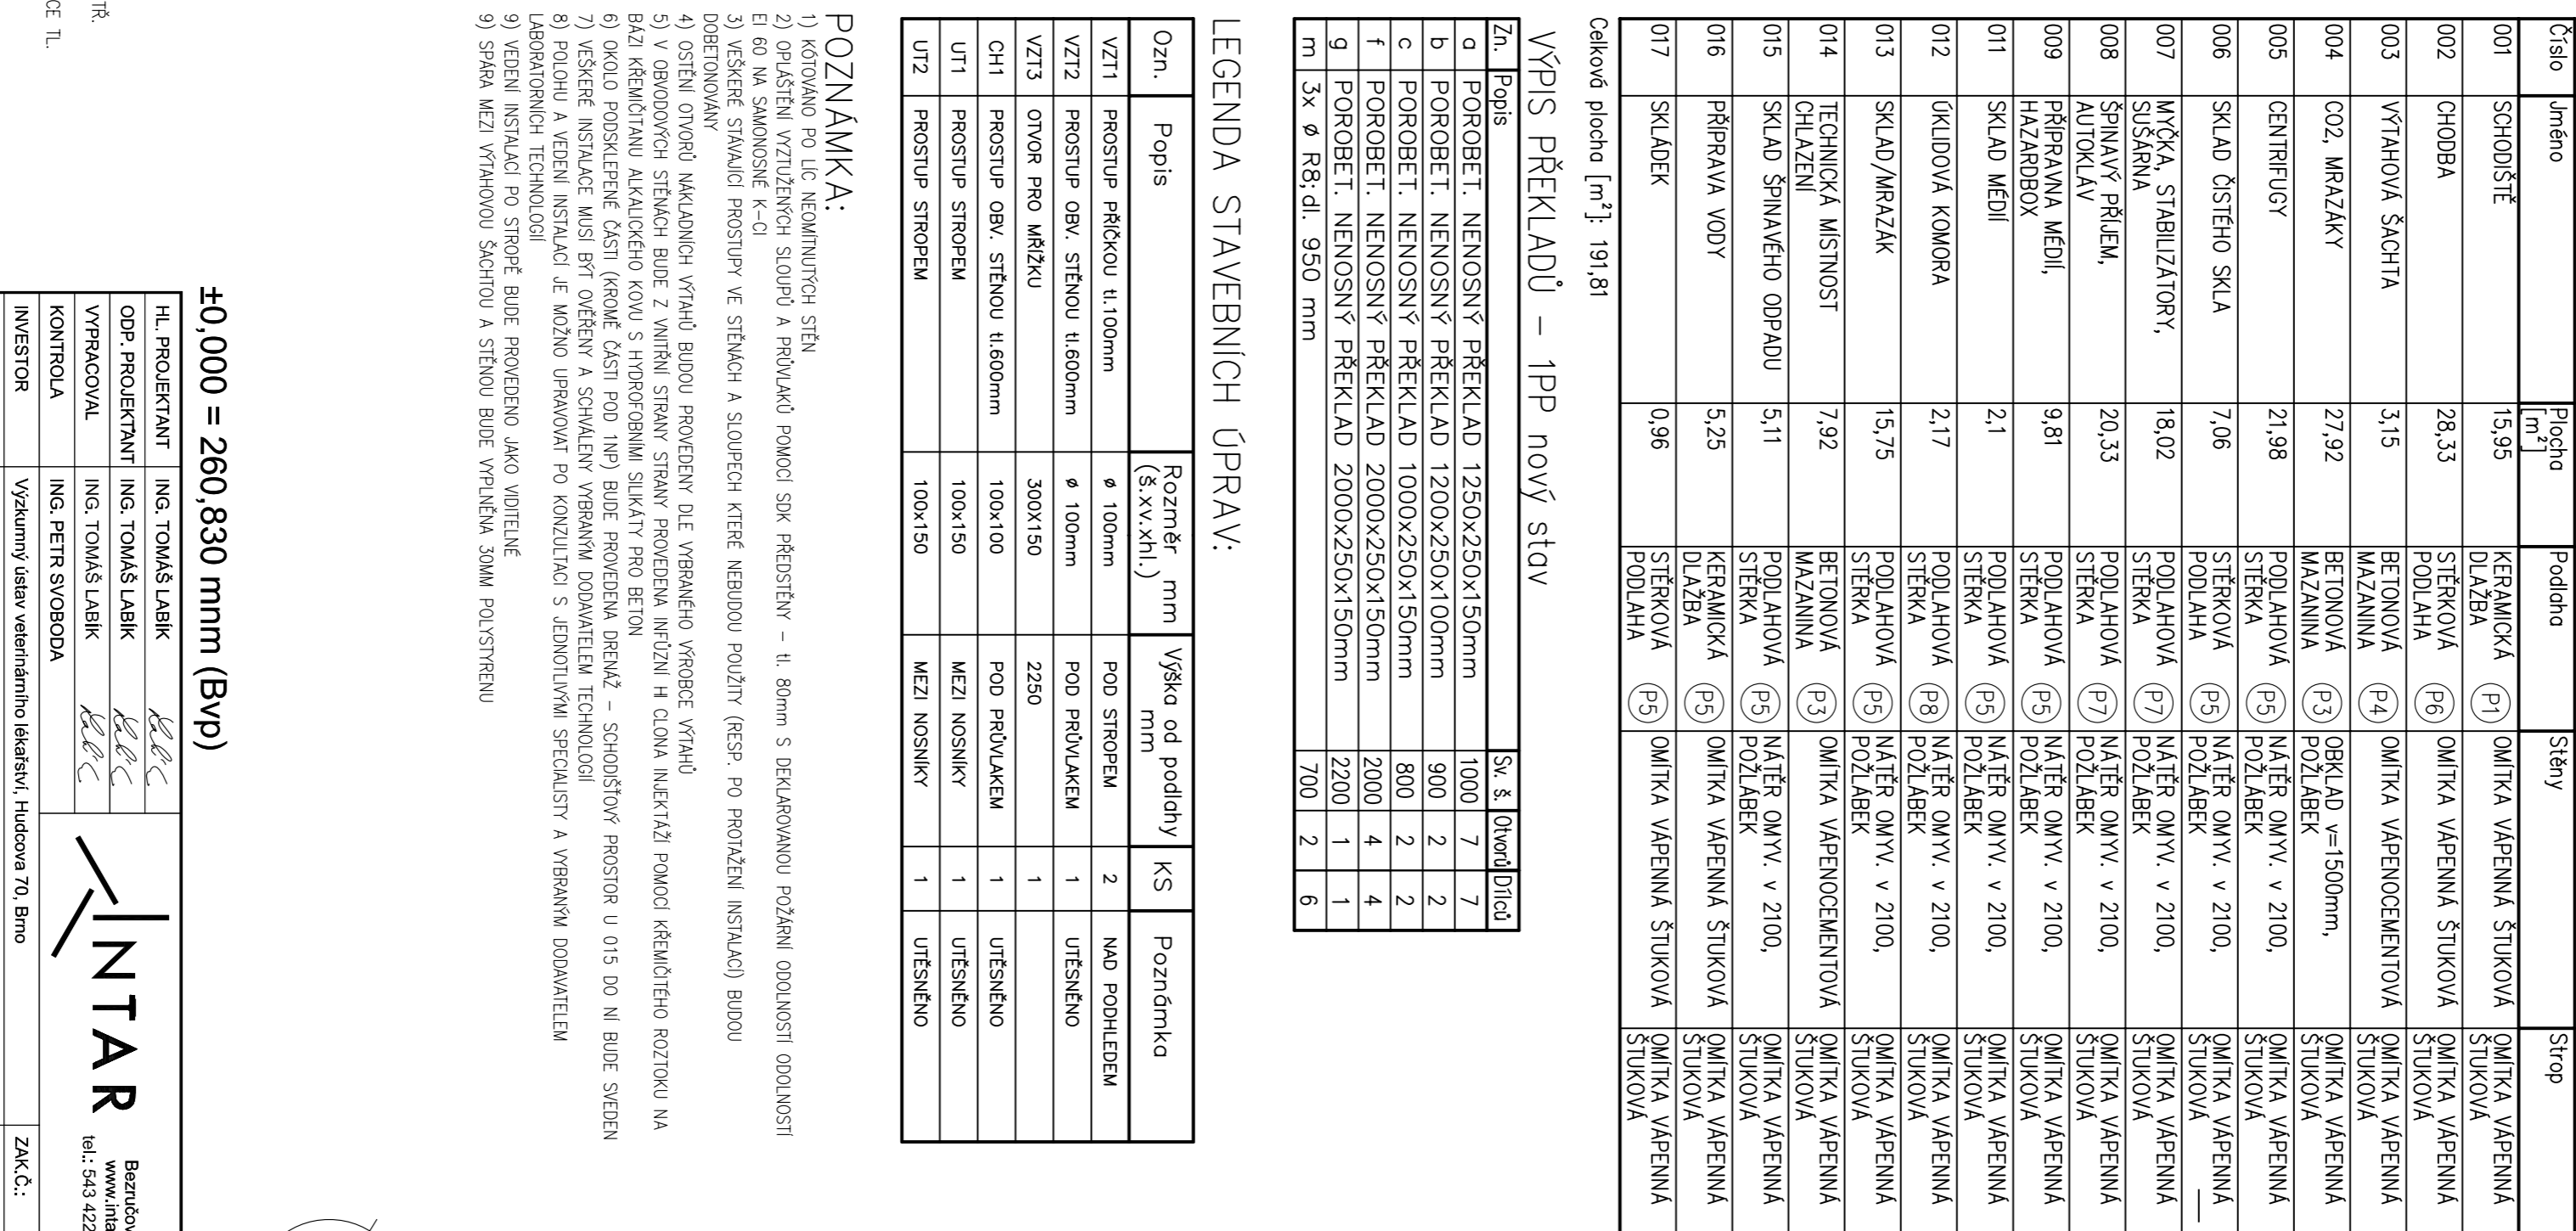 Číslo Jméno Plocha [m²] Podlaha Stěny Strop
001 SCHODIŠTĚ 15,95 KERAMICKÁ DLAŽBA P1 OMÍTKA VÁPENNÁ ŠTUKOVÁ OMÍTKA VÁPENNÁ ŠTUKOVÁ
002 CHODBA 28,33 STĚRKOVÁ PODLAHA P6 OMÍTKA VÁPENNÁ ŠTUKOVÁ OMÍTKA VÁPENNÁ ŠTUKOVÁ
003 VÝTAHOVÁ ŠACHTA 3,15 BETONOVÁ MAZANINA P4 OMÍTKA VÁPENOCEMENTOVÁ OMÍTKA VÁPENNÁ ŠTUKOVÁ
004 CO2, MRAZÁKY 27,92 BETONOVÁ MAZANINA P3 OBKLAD v=1500mm, POŽLÁBEK OMÍTKA VÁPENNÁ ŠTUKOVÁ
005 CENTRIFUGY 21,98 PODLAHOVÁ STĚRKA P5 NÁTĚR OMYV. v 2100, POŽLÁBEK OMÍTKA VÁPENNÁ ŠTUKOVÁ
006 SKLAD ČISTÉHO SKLA 7,06 STĚRKOVÁ PODLAHA P5 NÁTĚR OMYV. v 2100, POŽLÁBEK OMÍTKA VÁPENNÁ ŠTUKOVÁ
007 MYČKA, STABILIZÁTORY, SUŠÁRNA 18,02 PODLAHOVÁ STĚRKA P7 NÁTĚR OMYV. v 2100, POŽLÁBEK OMÍTKA VÁPENNÁ ŠTUKOVÁ
008 ŠPINAVÝ PŘÍJEM, AUTOKLÁV 20,33 PODLAHOVÁ STĚRKA P7 NÁTĚR OMYV. v 2100, POŽLÁBEK OMÍTKA VÁPENNÁ ŠTUKOVÁ
009 PŘÍPRAVNA MÉDIÍ, HAZARDBOX 9,81 PODLAHOVÁ STĚRKA P5 NÁTĚR OMYV. v 2100, POŽLÁBEK OMÍTKA VÁPENNÁ ŠTUKOVÁ
011 SKLAD MÉDIÍ 2,1 PODLAHOVÁ STĚRKA P5 NÁTĚR OMYV. v 2100, POŽLÁBEK OMÍTKA VÁPENNÁ ŠTUKOVÁ
012 ÚKLIDOVÁ KOMORA 2,17 PODLAHOVÁ STĚRKA P8 NÁTĚR OMYV. v 2100, POŽLÁBEK OMÍTKA VÁPENNÁ ŠTUKOVÁ
013 SKLAD/MRAZÁK 15,75 PODLAHOVÁ STĚRKA P5 NÁTĚR OMYV. v 2100, POŽLÁBEK OMÍTKA VÁPENNÁ ŠTUKOVÁ
014 TECHNICKÁ MÍSTNOST CHLAZENÍ 7,92 BETONOVÁ MAZANINA P3 OMÍTKA VÁPENOCEMENTOVÁ OMÍTKA VÁPENNÁ ŠTUKOVÁ
015 SKLAD ŠPINAVÉHO ODPADU 5,11 PODLAHOVÁ STĚRKA P5 NÁTĚR OMYV. v 2100, POŽLÁBEK OMÍTKA VÁPENNÁ ŠTUKOVÁ
016 PŘÍPRAVA VODY 5,25 KERAMICKÁ DLAŽBA P5 OMÍTKA VÁPENNÁ ŠTUKOVÁ OMÍTKA VÁPENNÁ ŠTUKOVÁ
017 SKLÁDEK 0,96 STĚRKOVÁ PODLAHA P5 OMÍTKA VÁPENNÁ ŠTUKOVÁ OMÍTKA VÁPENNÁ ŠTUKOVÁ
Celková plocha [m²]: 191,81
VÝPIS PŘEKLADŮ – 1PP nový stav
Zn. Popis Sv. š. Otvorů Dílců
a POROBET. NENOSNÝ PŘEKLAD 1250x250x150mm 1000 7 7
b POROBET. NENOSNÝ PŘEKLAD 1200x250x100mm 900 2 2
c POROBET. NENOSNÝ PŘEKLAD 1000x250x150mm 800 2 2
f POROBET. NENOSNÝ PŘEKLAD 2000x250x150mm 2000 4 4
g POROBET. NENOSNÝ PŘEKLAD 2000x250x150mm 2200 1 1
m 3x ø R8;dl. 950 mm 700 2 6
LEGENDA STAVEBNÍCH ÚPRAV:
Ozn. Popis Rozměr mm (š.xv.xhl.) Výška od podlahy mm KS Poznámka
VZT1 PROSTUP PŘÍČKOU tl.100mm ø 100mm POD STROPEM 2 NAD PODHLEDEM
VZT2 PROSTUP OBV. STĚNOU tl.600mm ø 100mm POD PRŮVLAKEM 1 UTĚSNĚNO
VZT3 OTVOR PRO MŘÍŽKU 300X150 2250 1
CH1 PROSTUP OBV. STĚNOU tl.600mm 100x100 POD PRŮVLAKEM 1 UTĚSNĚNO
UT1 PROSTUP STROPEM 100x150 MEZI NOSNÍKY 1 UTĚSNĚNO
UT2 PROSTUP STROPEM 100x150 MEZI NOSNÍKY 1 UTĚSNĚNO
POZNÁMKA:
1) KÓTOVÁNO PO LÍC NEOMÍTNUTÝCH STĚN
2) OPLÁŠTĚNÍ VYZTUŽENÝCH SLOUPŮ A PRŮVLAKŮ POMOCÍ SDK PŘEDSTĚNY – tl. 80mm S DEKLAROVANOU POŽÁRNÍ ODOLNOSTÍ ODOLNOSTÍ
EI 60 NA SAMONOSNÉ K–CI
3) VEŠKERÉ STÁVAJÍCÍ PROSTUPY VE STĚNÁCH A SLOUPECH KTERÉ NEBUDOU POUŽITY (RESP. PO PROTAŽENÍ INSTALACÍ) BUDOU
DOBETONOVÁNY
4) OSTĚNÍ OTVORŮ NÁKLADNÍCH VÝTAHŮ BUDOU PROVEDENY DLE VYBRANÉHO VÝROBCE VÝTAHŮ
5) V OBVODOVÝCH STĚNÁCH BUDE Z VNITŘNÍ STRANY STRANY PROVEDENA INFÚZNÍ HI CLONA INJEKTÁŽÍ POMOCÍ KŘEMIČITÉHO ROZTOKU NA
BÁZI KŘEMIČITANU ALKALICKÉHO KOVU S HYDROFOBNÍMI SILIKÁTY PRO BETON
6) OKOLO PODSKLEPENÉ ČÁSTI (KROMĚ ČÁSTI POD 1NP) BUDE PROVEDENA DRENÁŽ – SCHODIŠŤOVÝ PROSTOR U 015 DO NÍ BUDE SVEDEN
7) VEŠKERÉ INSTALACE MUSÍ BÝT OVĚŘENY A SCHVÁLENY VYBRANÝM DODAVATELEM TECHNOLOGIÍ
8) POLOHU A VEDENÍ INSTALACÍ JE MOŽNO UPRAVOVAT PO KONZULTACI S JEDNOTLIVÝMI SPECIALISTY A VYBRANÝM DODAVATELEM
LABORATORNÍCH TECHNOLOGIÍ
9) VEDENÍ INSTALACÍ PO STROPĚ BUDE PROVEDENO JAKO VIDITELNÉ
9) SPÁRA MEZI VÝTAHOVOU ŠACHTOU A STĚNOU BUDE VYPLNĚNA 30MM POLYSTYRENU
±0,000 = 260,830 mnm (Bvp)
HL. PROJEKTANT ING. TOMÁŠ LABÍK
ODP. PROJEKŤANT ING. TOMÁŠ LABÍK
VYPRACOVAL ING. TOMÁŠ LABÍK
KONTROLA ING. PETR SVOBODA
INVESTOR Výzkumný ústav veterinárního lékařství, Hudcova 70, Brno
INTAR
Bezručov
www.inta
tel.: 543 422
ZAK.Č.:
TŘ.
CE TL.